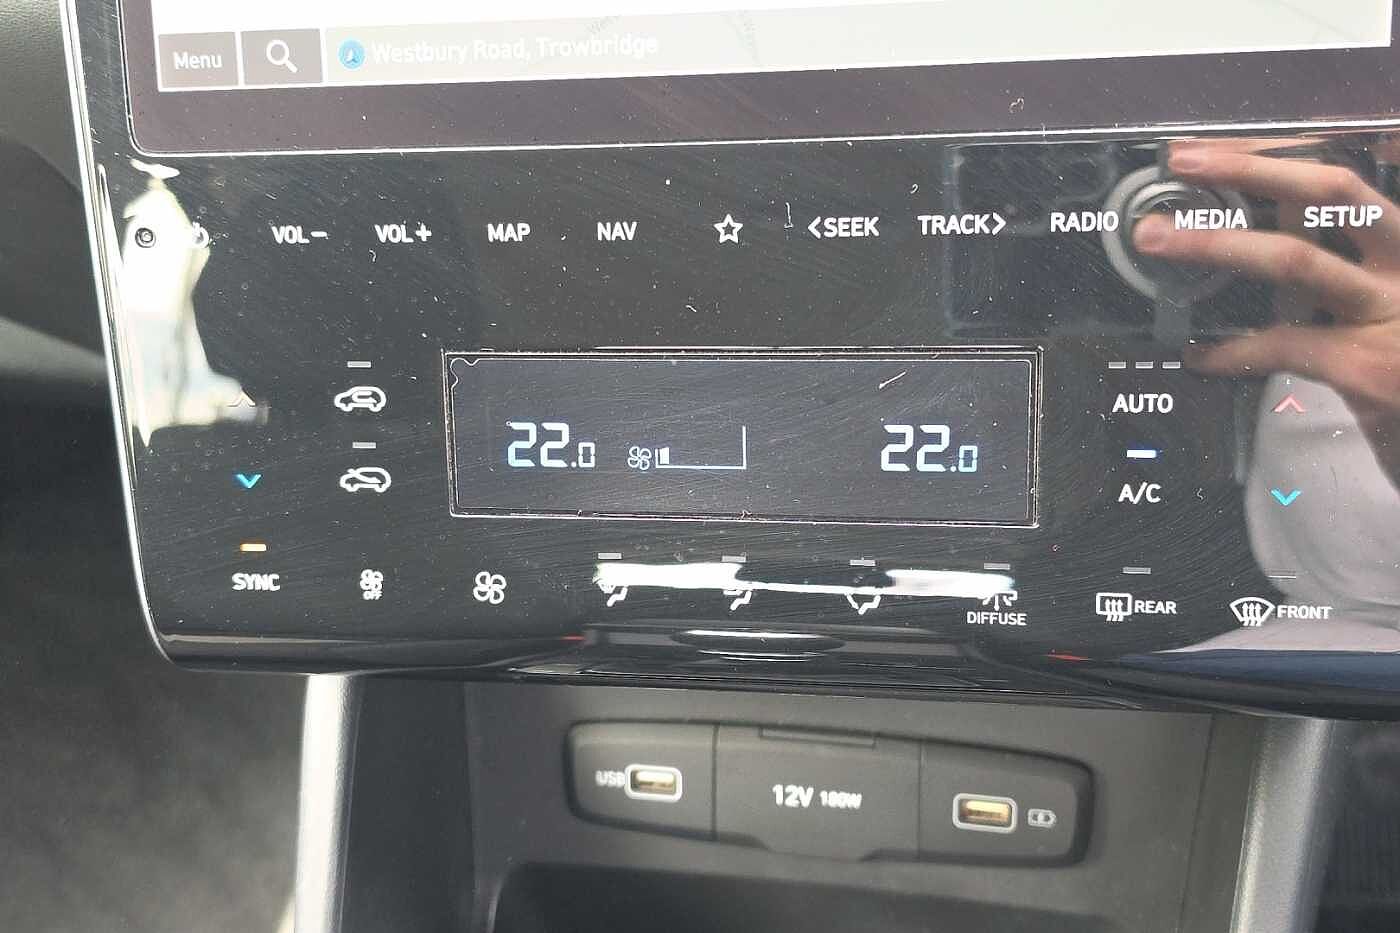 Menu Westbury Road, Trowbridge
VOL− VOL+ MAP NAV <SEEK TRACK> RADIO MEDIA SETUP
AUTO
22.0 22.0
A/C
SYNC OFF DIFFUSE REAR FRONT
USB 12V 180W